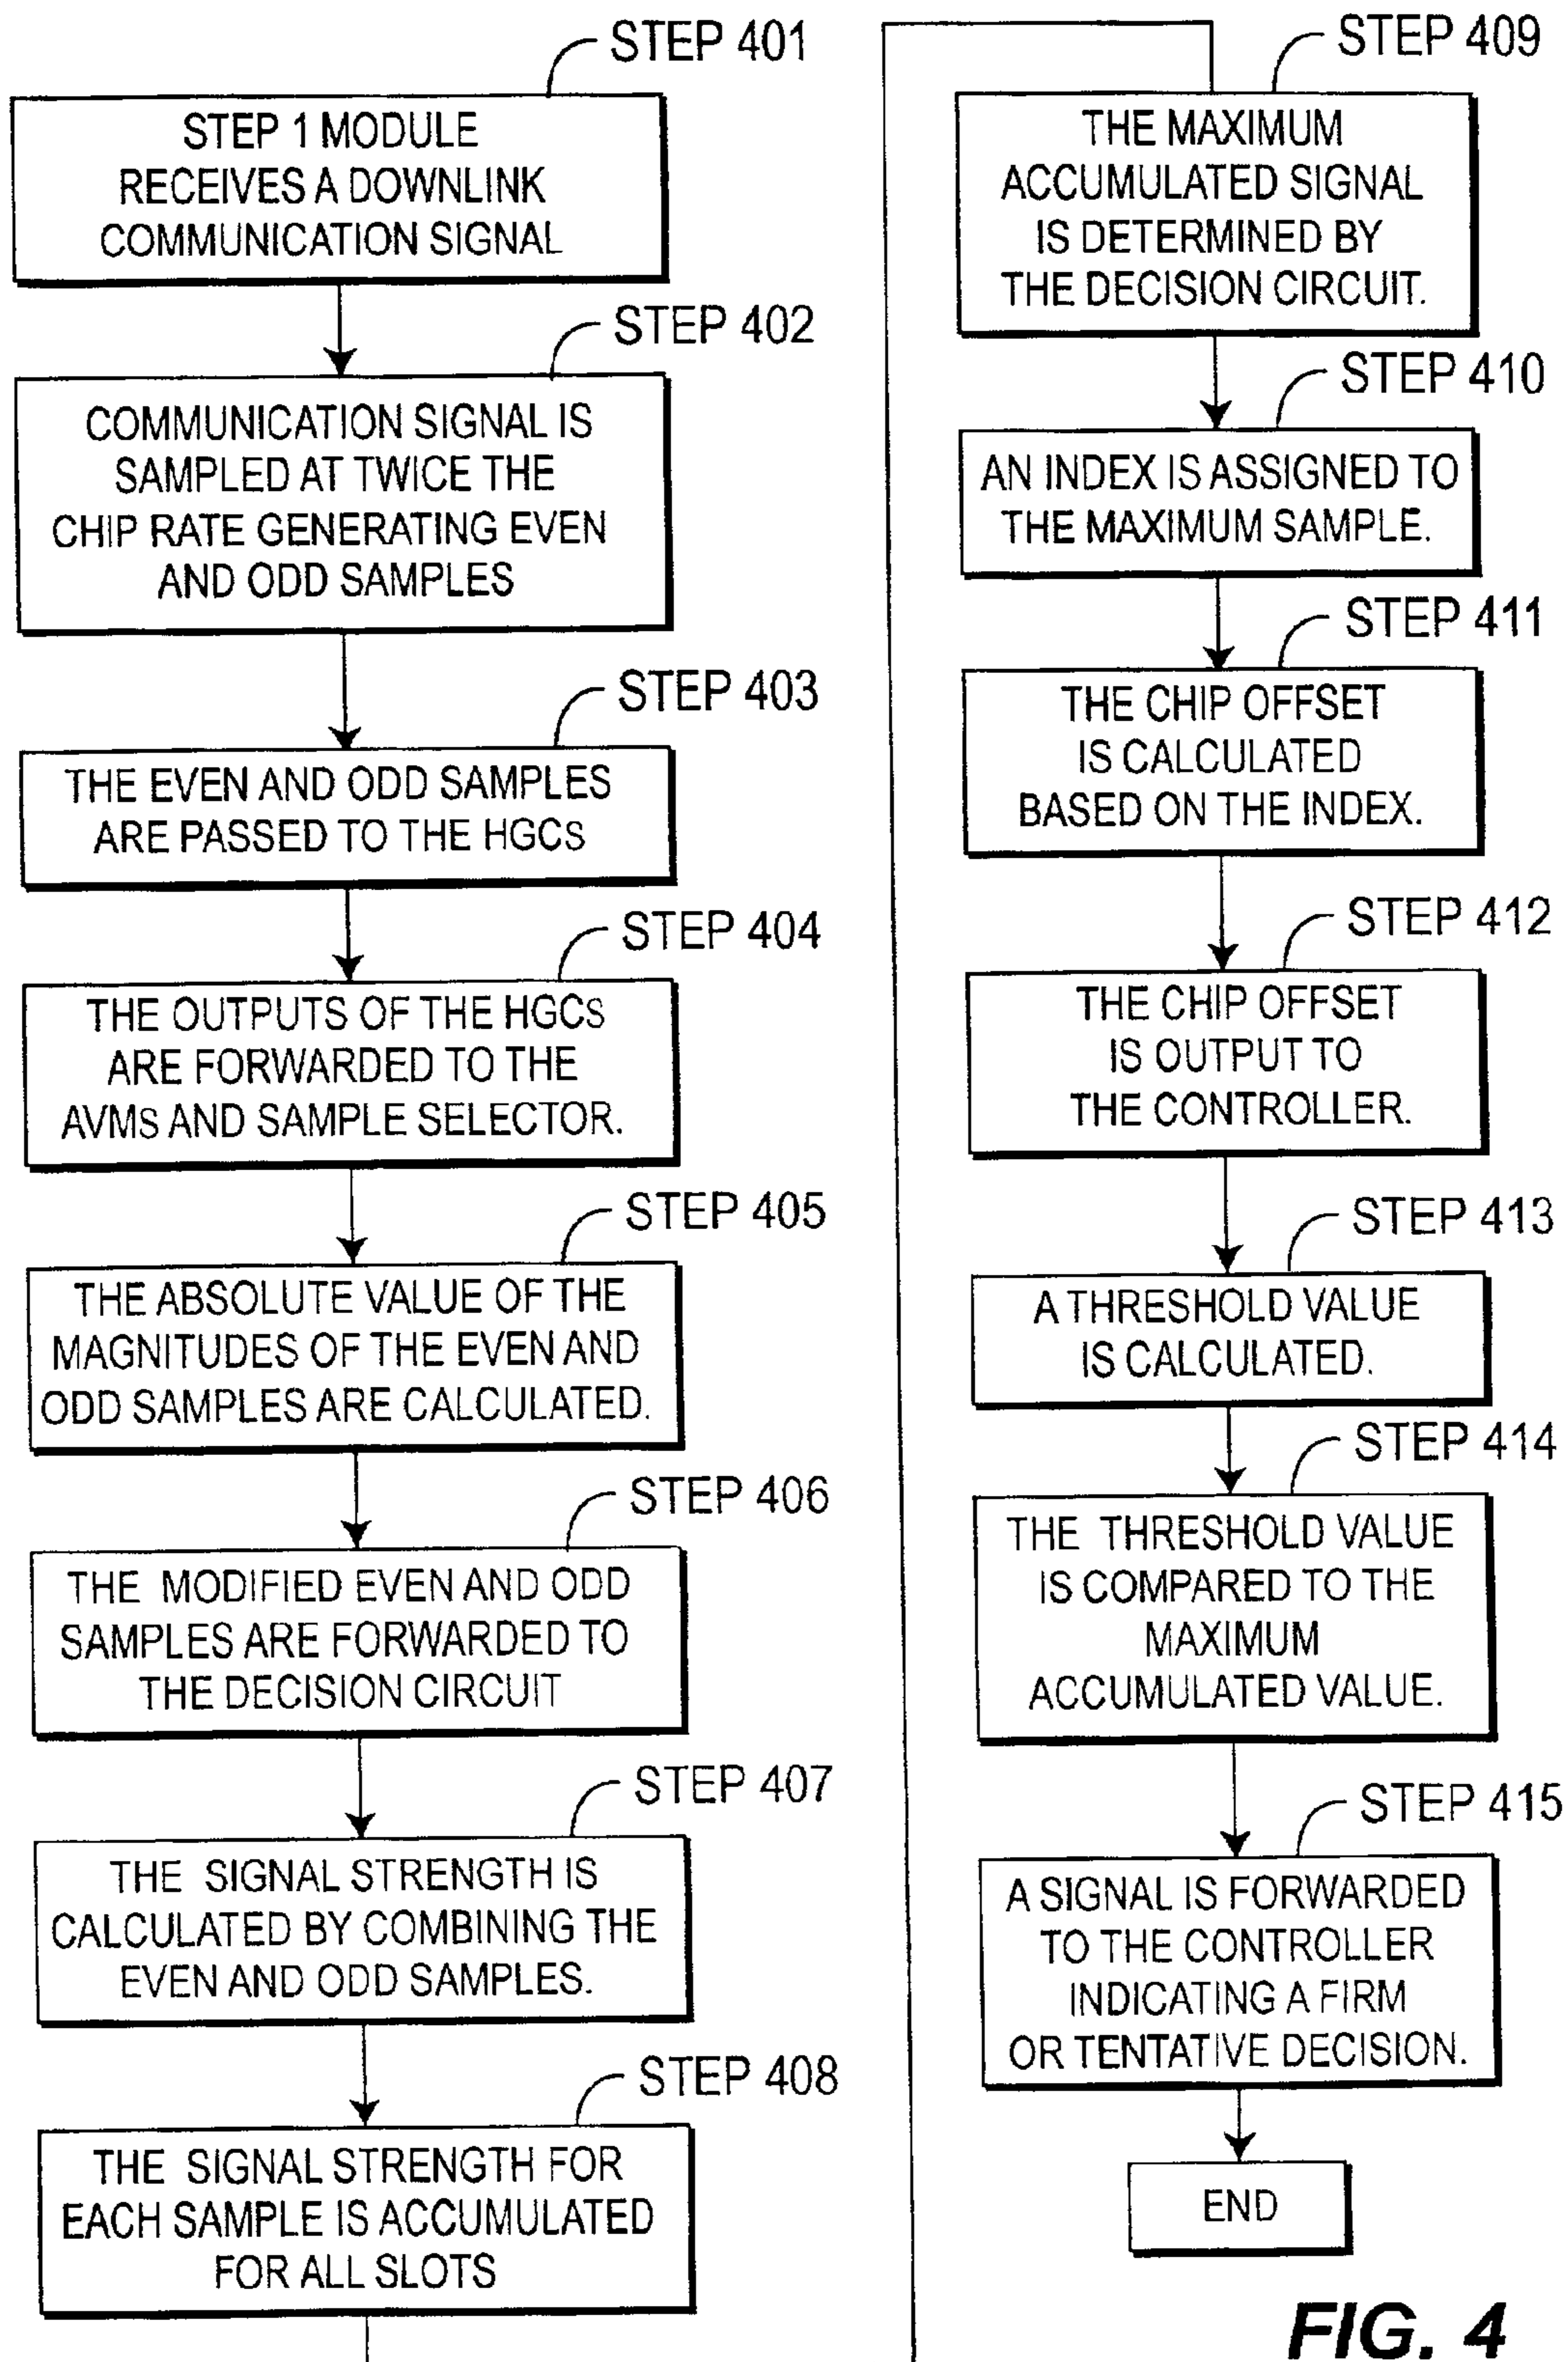 STEP 401
STEP 1 MODULE
RECEIVES A DOWNLINK
COMMUNICATION SIGNAL
STEP 402
COMMUNICATION SIGNAL IS
SAMPLED AT TWICE THE
CHIP RATE GENERATING EVEN
AND ODD SAMPLES
STEP 403
THE EVEN AND ODD SAMPLES
ARE PASSED TO THE HGCs
STEP 404
THE OUTPUTS OF THE HGCs
ARE FORWARDED TO THE
AVMs AND SAMPLE SELECTOR.
STEP 405
THE ABSOLUTE VALUE OF THE
MAGNITUDES OF THE EVEN AND
ODD SAMPLES ARE CALCULATED.
STEP 406
THE MODIFIED EVEN AND ODD
SAMPLES ARE FORWARDED TO
THE DECISION CIRCUIT
STEP 407
THE SIGNAL STRENGTH IS
CALCULATED BY COMBINING THE
EVEN AND ODD SAMPLES.
STEP 408
THE SIGNAL STRENGTH FOR
EACH SAMPLE IS ACCUMULATED
FOR ALL SLOTS
STEP 409
THE MAXIMUM
ACCUMULATED SIGNAL
IS DETERMINED BY
THE DECISION CIRCUIT.
STEP 410
AN INDEX IS ASSIGNED TO
THE MAXIMUM SAMPLE.
STEP 411
THE CHIP OFFSET
IS CALCULATED
BASED ON THE INDEX.
STEP 412
THE CHIP OFFSET
IS OUTPUT TO
THE CONTROLLER.
STEP 413
A THRESHOLD VALUE
IS CALCULATED.
STEP 414
THE THRESHOLD VALUE
IS COMPARED TO THE
MAXIMUM
ACCUMULATED VALUE.
STEP 415
A SIGNAL IS FORWARDED
TO THE CONTROLLER
INDICATING A FIRM
OR TENTATIVE DECISION.
END
FIG. 4